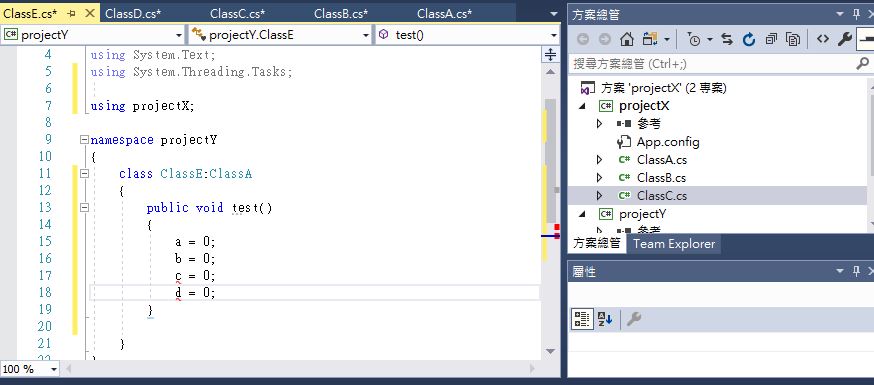 ClassE.cs* ClassD.cs* ClassC.cs* ClassB.cs* ClassA.cs*
projectY projectY.ClassE test()
4 using System.Text;
5 using System.Threading.Tasks;
6
7 using projectX;
8
9 namespace projectY
10 {
11 class ClassE:ClassA
12 {
13 public void test()
14 {
15 a = 0;
16 b = 0;
17 c = 0;
18 d = 0;
19 }
20
21 }
100 %
方案總管
搜尋方案總管 (Ctrl+;)
方案 'projectX' (2 專案)
C# projectX
參考
App.config
C# ClassA.cs
C# ClassB.cs
C# ClassC.cs
C# projectY
參考
方案總管 Team Explorer
屬性